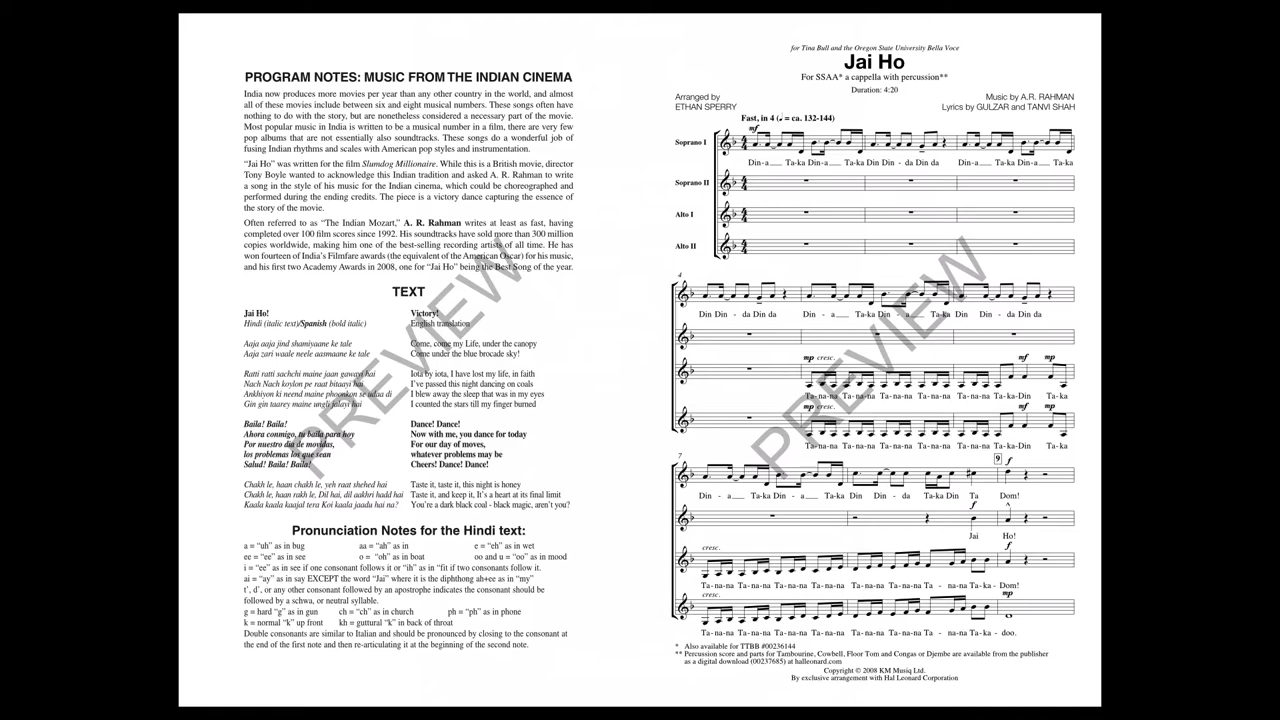 PROGRAM NOTES: MUSIC FROM THE INDIAN CINEMA
India now produces more movies per year than any other country in the world, and almost
all of these movies include between six and eight musical numbers. These songs often have
nothing to do with the story, but are nonetheless considered a necessary part of the movie.
Most popular music in India is written to be a musical number in a film, there are very few
pop albums that are not essentially also soundtracks. These songs do a wonderful job of
fusing Indian rhythms and scales with American pop styles and instrumentation.
“Jai Ho” was written for the film Slumdog Millionaire. While this is a British movie, director
Tony Boyle wanted to acknowledge this Indian tradition and asked A. R. Rahman to write
a song in the style of his music for the Indian cinema, which could be choreographed and
performed during the ending credits. The piece is a victory dance capturing the essence of
the story of the movie.
Often referred to as “The Indian Mozart,” A. R. Rahman writes at least as fast, having
completed over 100 film scores since 1992. His soundtracks have sold more than 300 million
copies worldwide, making him one of the best-selling recording artists of all time. He has
won fourteen of India’s Filmfare awards (the equivalent of the American Oscar) for his music,
and his first two Academy Awards in 2008, one for “Jai Ho” being the Best Song of the year.
TEXT
Jai Ho! Victory!
Hindi (italic text)/Spanish (bold italic) English translation
Aaja aaja jind shamiyaane ke tale Come, come my Life, under the canopy
Aaja zari waale neele aasmaane ke tale Come under the blue brocade sky!
Ratti ratti sachchi maine jaan gawayi hai Iota by iota, I have lost my life, in faith
Nach Nach koylon pe raat bitaayi hai I’ve passed this night dancing on coals
Ankhiyon ki neend maine phoonkon se udaa di I blew away the sleep that was in my eyes
Gin gin taarey maine ungli jalayi hai I counted the stars till my finger burned
Baila! Baila! Dance! Dance!
Ahora conmigo, tu baila para hoy Now with me, you dance for today
Por nuestro dia de movidas, For our day of moves,
los problemas los que sean whatever problems may be
Salud! Baila! Baila! Cheers! Dance! Dance!
Chakh le, haan chakh le, yeh raat shehed hai Taste it, taste it, this night is honey
Chakh le, haan rakh le, Dil hai, dil aakhri hadd hai Taste it, and keep it, It’s a heart at its final limit
Kaala kaala kaajal tera Koi kaala jaadu hai na? You’re a dark black coal - black magic, aren’t you?
Pronunciation Notes for the Hindi text:
a = “uh” as in bug aa = “ah” as in e = “eh” as in wet
ee = “ee” as in see o = “oh” as in boat oo and u = “oo” as in mood
i = “ee” as in see if one consonant follows it or “ih” as in “fit if two consonants follow it.
ai = “ay” as in say EXCEPT the word “Jai” where it is the diphthong ah+ee as in “my”
t’, d’, or any other consonant followed by an apostrophe indicates the consonant should be
followed by a schwa, or neutral syllable.
g = hard “g” as in gun ch = “ch” as in church ph = “ph” as in phone
k = normal “k” up front kh = guttural “k” in back of throat
Double consonants are similar to Italian and should be pronounced by closing to the consonant at
the end of the first note and then re-articulating it at the beginning of the second note.
PREVIEW
for Tina Bull and the Oregon State University Bella Voce
Jai Ho
For SSAA* a cappella with percussion**
Duration: 4:20
Arranged by
ETHAN SPERRY
Music by A.R. RAHMAN
Lyrics by GULZAR and TANVI SHAH
Fast, in 4 (♩ = ca. 132-144)
mf
Soprano I
Din-a Ta-ka Din-a Ta-ka Din Din - da Din da Din-a Ta-ka Din-a Ta-ka
Soprano II
Alto I
Alto II
4
Din Din Din - da Din da Din - a Ta-ka Din - a Ta-ka Din Din - da Din da
mp cresc. mf mp
Ta-na-na Ta-na-na Ta-na-na Ta-na-na Ta-na-na Ta-ka-Din Ta-ka
mp cresc. mf mp
Ta-na-na Ta-na-na Ta-na-na Ta-na-na Ta-na-na Ta-ka-Din Ta-ka
7 9 f
Din - a Ta-ka Din - a Ta-ka Din Din - da Ta-ka Din Ta Dom!
f
Jai Ho!
cresc. f
Ta-na-na Ta-na-na Ta-na-na Ta-na-na Ta-na-na Ta-na-na Ta - na-na Ta-ka - Dom!
cresc. mp
Ta-na-na Ta-na-na Ta-na-na Ta-na-na Ta-na-na Ta-na-na Ta - na-na Ta-ka - doo.
* Also available for TTBB #00236144
** Percussion score and parts for Tambourine, Cowbell, Floor Tom and Congas or Djembe are available from the publisher
as a digital download (00237685) at halleonard.com
Copyright © 2008 KM Musiq Ltd.
By exclusive arrangement with Hal Leonard Corporation
PREVIEW